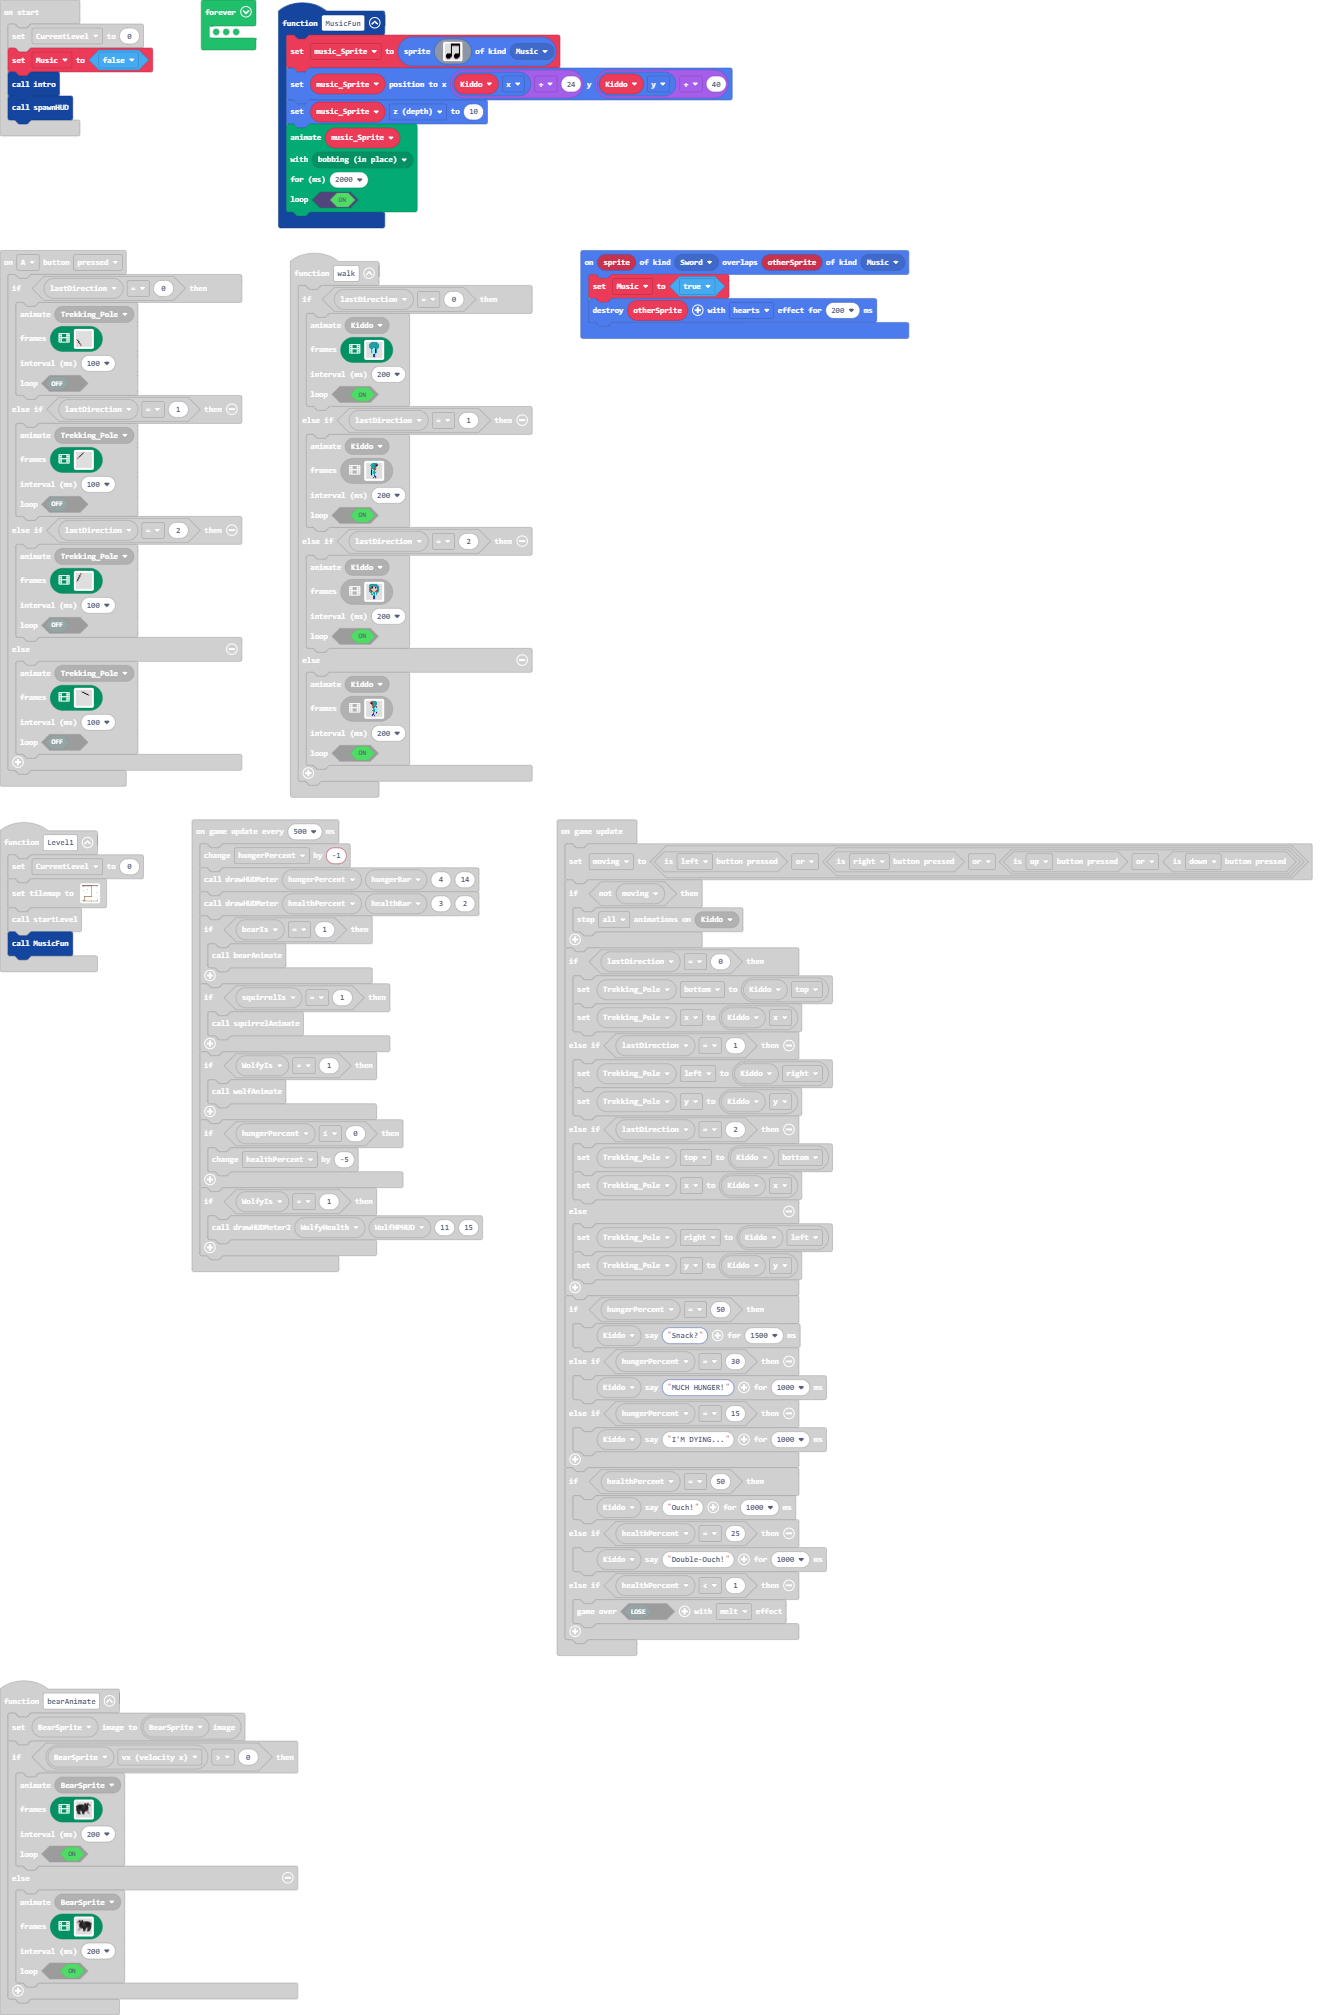 on start
set CurrentLevel to 0
set Music to false
call intro
call spawnHUD
forever
function MusicFun
set music_Sprite to sprite of kind Music
set music_Sprite position to x Kiddo x + 24 y Kiddo y + 40
set music_Sprite z (depth) to 10
animate music_Sprite
with bobbing (in place)
for (ms) 2000
loop ON
on A button pressed
if lastDirection = 0 then
animate Trekking_Pole
frames
interval (ms) 100
loop OFF
else if lastDirection = 1 then
animate Trekking_Pole
frames
interval (ms) 100
loop OFF
else if lastDirection = 2 then
animate Trekking_Pole
frames
interval (ms) 100
loop OFF
else
animate Trekking_Pole
frames
interval (ms) 100
loop OFF
function walk
if lastDirection = 0 then
animate Kiddo
frames
interval (ms) 200
loop ON
else if lastDirection = 1 then
animate Kiddo
frames
interval (ms) 200
loop ON
else if lastDirection = 2 then
animate Kiddo
frames
interval (ms) 200
loop ON
else
animate Kiddo
frames
interval (ms) 200
loop ON
on sprite of kind Sword overlaps otherSprite of kind Music
set Music to true
destroy otherSprite with hearts effect for 200 ms
function Level1
set CurrentLevel to 0
set tilemap to
call startLevel
call MusicFun
on game update every 500 ms
change hungerPercent by -1
call drawHUDMeter hungerPercent hungerBar 4 14
call drawHUDMeter healthPercent healthBar 3 2
if bearIs = 1 then
call bearAnimate
if squirrelIs = 1 then
call squirrelAnimate
if WolfyIs = 1 then
call wolfAnimate
if hungerPercent ≤ 0 then
change healthPercent by -5
if WolfyIs = 1 then
call drawHUDMeter2 WolfyHealth WolfHPHUD 11 15
on game update
set moving to is left button pressed or is right button pressed or is up button pressed or is down button pressed
if not moving then
stop all animations on Kiddo
if lastDirection = 0 then
set Trekking_Pole bottom to Kiddo top
set Trekking_Pole x to Kiddo x
else if lastDirection = 1 then
set Trekking_Pole left to Kiddo right
set Trekking_Pole y to Kiddo y
else if lastDirection = 2 then
set Trekking_Pole top to Kiddo bottom
set Trekking_Pole x to Kiddo x
else
set Trekking_Pole right to Kiddo left
set Trekking_Pole y to Kiddo y
if hungerPercent = 50 then
Kiddo say "Snack?" for 1500 ms
else if hungerPercent = 30 then
Kiddo say "MUCH HUNGER!" for 1000 ms
else if hungerPercent = 15 then
Kiddo say "I'M DYING..." for 1000 ms
if healthPercent = 50 then
Kiddo say "Ouch!" for 1000 ms
else if healthPercent = 25 then
Kiddo say "Double-Ouch!" for 1000 ms
else if healthPercent < 1 then
game over LOSE with melt effect
function bearAnimate
set BearSprite image to BearSprite image
if BearSprite vx (velocity x) > 0 then
animate BearSprite
frames
interval (ms) 200
loop ON
else
animate BearSprite
frames
interval (ms) 200
loop ON